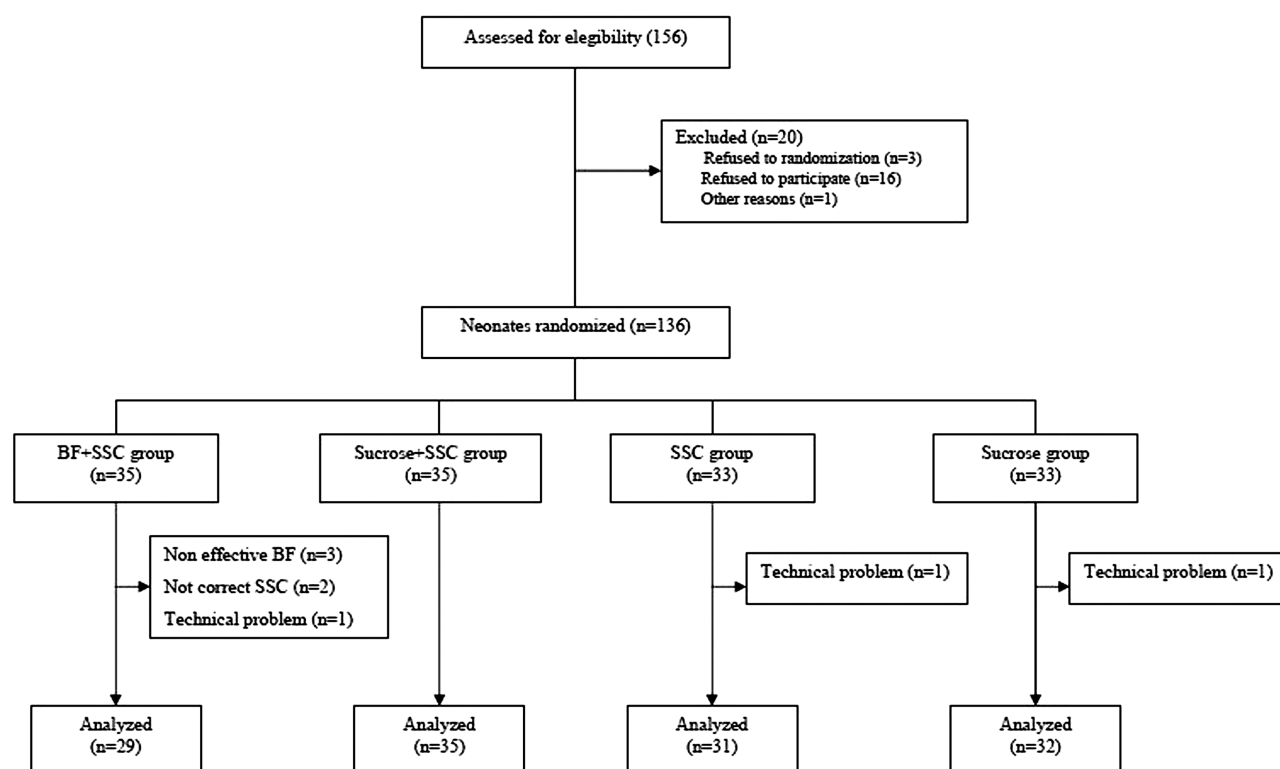 Assessed for elegibility (156)
Excluded (n=20)
Refused to randomization (n=3)
Refused to participate (n=16)
Other reasons (n=1)
Neonates randomized (n=136)
BF+SSC group
(n=35)
Sucrose+SSC group
(n=35)
SSC group
(n=33)
Sucrose group
(n=33)
Non effective BF (n=3)
Not correct SSC (n=2)
Technical problem (n=1)
Technical problem (n=1)
Technical problem (n=1)
Analyzed
(n=29)
Analyzed
(n=35)
Analyzed
(n=31)
Analyzed
(n=32)